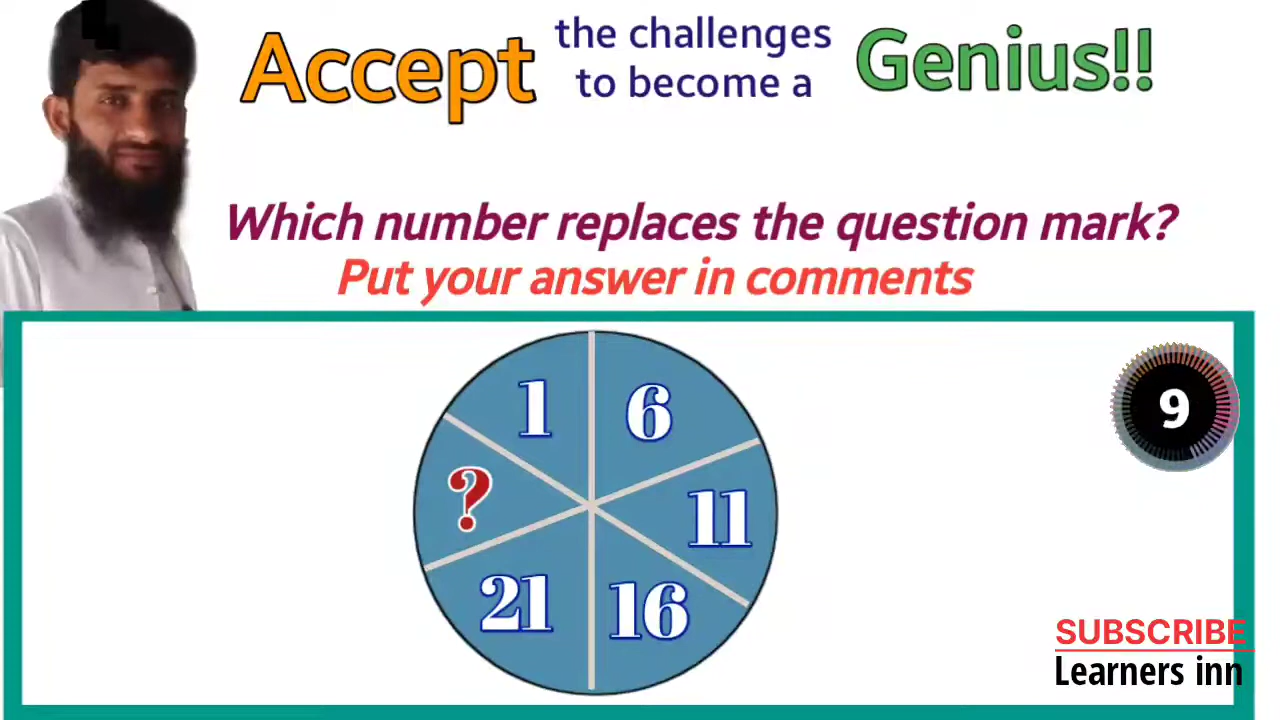 Accept
the challenges
to become a
Genius!!
Which number replaces the question mark?
Put your answer in comments
1
6
?
11
21
16
9
SUBSCRIBE
Learners inn